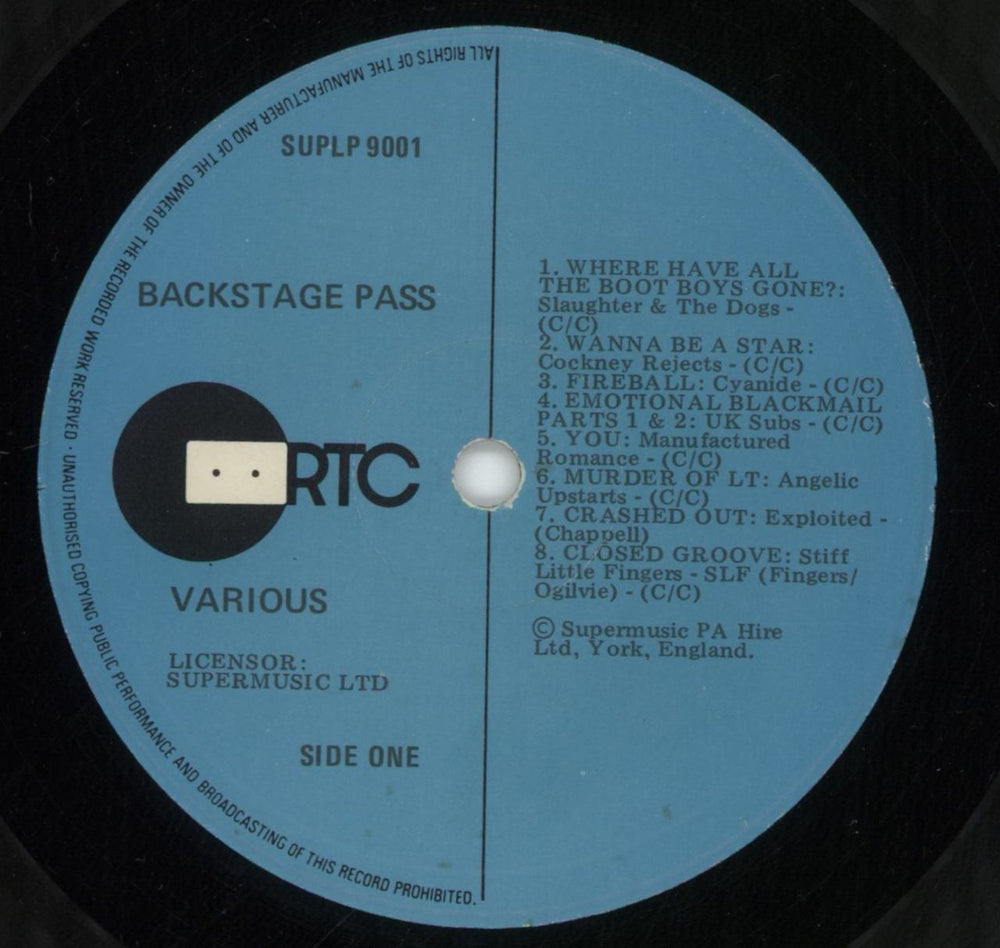 ALL RIGHTS OF THE MANUFACTURER AND OF THE OWNER OF THE RECORDED WORK RESERVED · UNAUTHORISED COPYING PUBLIC PERFORMANCE AND BROADCASTING OF THIS RECORD PROHIBITED.
SUPLP 9001
BACKSTAGE PASS
RTC
VARIOUS
LICENSOR:
SUPERMUSIC LTD
SIDE ONE
1. WHERE HAVE ALL
THE BOOT BOYS GONE?:
Slaughter & The Dogs -
(C/C)
2. WANNA BE A STAR:
Cockney Rejects - (C/C)
3. FIREBALL: Cyanide - (C/C)
4. EMOTIONAL BLACKMAIL
PARTS 1 & 2: UK Subs - (C/C)
5. YOU: Manufactured
Romance - (C/C)
6. MURDER OF LT: Angelic
Upstarts - (C/C)
7. CRASHED OUT: Exploited -
(Chappell)
8. CLOSED GROOVE: Stiff
Little Fingers - SLF (Fingers/
Ogilvie) - (C/C)
© Supermusic PA Hire
Ltd, York, England.